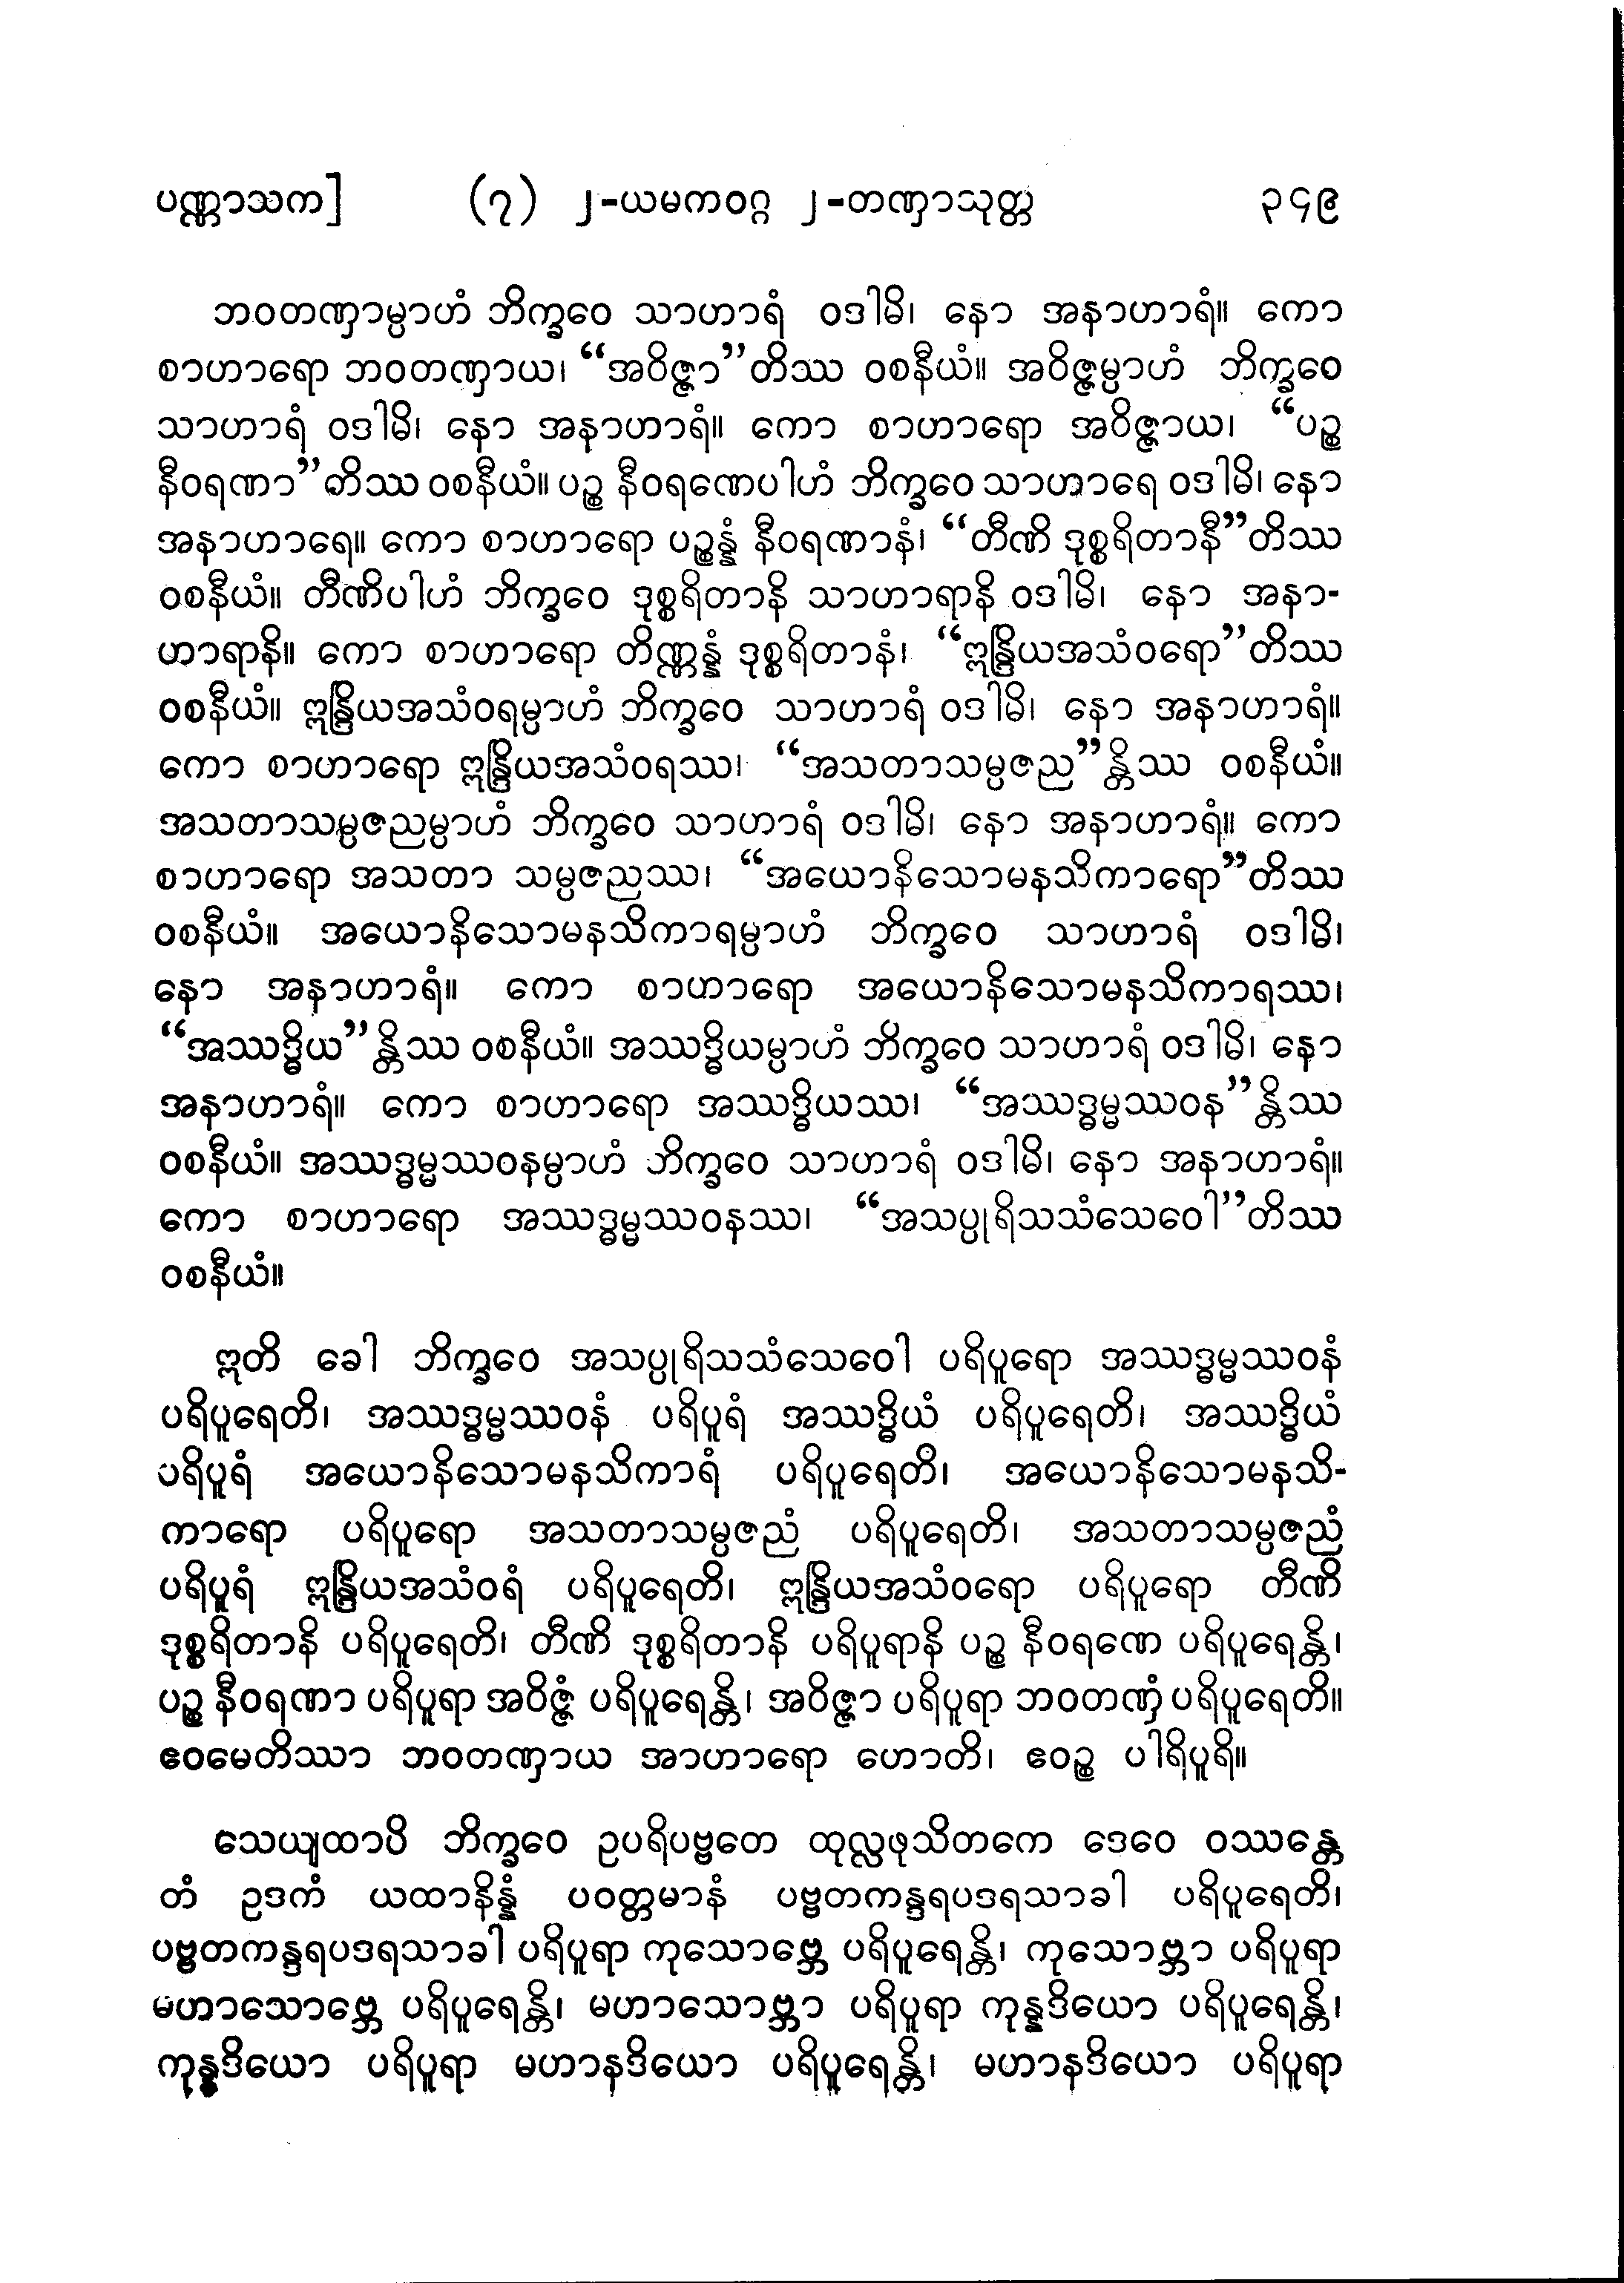 ပဏ္ဏာသက] (၇) ၂-ယမကဝဂ္ဂ ၂-တဏှာသုတ္တ ၃၄၉
ဘဝတဏှာမ္ပာဟံ ဘိက္ခဝေ သာဟာရံ ဝဒါမိ၊ နော အနာဟာရံ။ ကော
စာဟာရော ဘဝတဏှာယ၊ “အဝိဇ္ဇာ”တိဿ ဝစနီယံ။ အဝိဇ္ဇမ္ပာဟံ ဘိက္ခဝေ
သာဟာရံ ဝဒါမိ၊ နော အနာဟာရံ။ ကော စာဟာရော အဝိဇ္ဇာယ၊ “ပဉ္စ
နီဝရဏာ”တိဿ ဝစနီယံ။ ပဉ္စ နီဝရဏေပါဟံ ဘိက္ခဝေ သာဟာရေ ဝဒါမိ၊ နော
အနာဟာရေ။ ကော စာဟာရော ပဉ္စန္နံ နီဝရဏာနံ၊ “တီဏိ ဒုစ္စရိတာနီ”တိဿ
ဝစနီယံ။ တီဏိပါဟံ ဘိက္ခဝေ ဒုစ္စရိတာနိ သာဟာရာနိ ဝဒါမိ၊ နော အနာ-
ဟာရာနိ။ ကော စာဟာရော တိဏ္ဏန္နံ ဒုစ္စရိတာနံ၊ “ဣန္ဒြိယအသံဝရော”တိဿ
ဝစနီယံ။ ဣန္ဒြိယအသံဝရမ္ပာဟံ ဘိက္ခဝေ သာဟာရံ ဝဒါမိ၊ နော အနာဟာရံ။
ကော စာဟာရော ဣန္ဒြိယအသံဝရဿ၊ “အသတာသမ္ပဇည”န္တိဿ ဝစနီယံ။
အသတာသမ္ပဇညမ္ပာဟံ ဘိက္ခဝေ သာဟာရံ ဝဒါမိ၊ နော အနာဟာရံ။ ကော
စာဟာရော အသတာ သမ္ပဇညဿ၊ “အယောနိသောမနသိကာရော”တိဿ
ဝစနီယံ။ အယောနိသောမနသိကာရမ္ပာဟံ ဘိက္ခဝေ သာဟာရံ ဝဒါမိ၊
နော အနာဟာရံ။ ကော စာဟာရော အယောနိသောမနသိကာရဿ၊
“အဿဒ္ဓိယ”န္တိဿ ဝစနီယံ။ အဿဒ္ဓိယမ္ပာဟံ ဘိက္ခဝေ သာဟာရံ ဝဒါမိ၊ နော
အနာဟာရံ။ ကော စာဟာရော အဿဒ္ဓိယဿ၊ “အဿဒ္ဓမ္မဿဝန”န္တိဿ
ဝစနီယံ။ အဿဒ္ဓမ္မဿဝနမ္ပာဟံ ဘိက္ခဝေ သာဟာရံ ဝဒါမိ၊ နော အနာဟာရံ။
ကော စာဟာရော အဿဒ္ဓမ္မဿဝနဿ၊ “အသပ္ပုရိသသံသေဝေါ”တိဿ
ဝစနီယံ။
ဣတိ ခေါ ဘိက္ခဝေ အသပ္ပုရိသသံသေဝေါ ပရိပူရော အဿဒ္ဓမ္မဿဝနံ
ပရိပူရေတိ၊ အဿဒ္ဓမ္မဿဝနံ ပရိပူရံ အဿဒ္ဓိယံ ပရိပူရေတိ၊ အဿဒ္ဓိယံ
ပရိပူရံ အယောနိသောမနသိကာရံ ပရိပူရေတိ၊ အယောနိသောမနသိ-
ကာရော ပရိပူရော အသတာသမ္ပဇညံ ပရိပူရေတိ၊ အသတာသမ္ပဇညံ
ပရိပူရံ ဣန္ဒြိယအသံဝရံ ပရိပူရေတိ၊ ဣန္ဒြိယအသံဝရော ပရိပူရော တီဏိ
ဒုစ္စရိတာနိ ပရိပူရေတိ၊ တီဏိ ဒုစ္စရိတာနိ ပရိပူရာနိ ပဉ္စ နီဝရဏေ ပရိပူရေန္တိ၊
ပဉ္စ နီဝရဏာ ပရိပူရာ အဝိဇ္ဇံ ပရိပူရေန္တိ၊ အဝိဇ္ဇာ ပရိပူရာ ဘဝတဏှံ ပရိပူရေတိ။
ဧဝမေတိဿာ ဘဝတဏှာယ အာဟာရော ဟောတိ၊ ဧဝဉ္စ ပါရိပူရိ။
သေယျထာပိ ဘိက္ခဝေ ဥပရိပဗ္ဗတေ ထုလ္လဖုသိတကေ ဒေဝေ ဝဿန္တေ
တံ ဥဒကံ ယထာနိန္နံ ပဝတ္တမာနံ ပဗ္ဗတကန္ဒရပဒရသာခါ ပရိပူရေတိ၊
ပဗ္ဗတကန္ဒရပဒရသာခါ ပရိပူရာ ကုသောဗ္ဘေ ပရိပူရေန္တိ၊ ကုသောဗ္ဘာ ပရိပူရာ
မဟာသောဗ္ဘေ ပရိပူရေန္တိ၊ မဟာသောဗ္ဘာ ပရိပူရာ ကုန္နဒိယော ပရိပူရေန္တိ၊
ကုန္နဒိယော ပရိပူရာ မဟာနဒိယော ပရိပူရေန္တိ၊ မဟာနဒိယော ပရိပူရာ